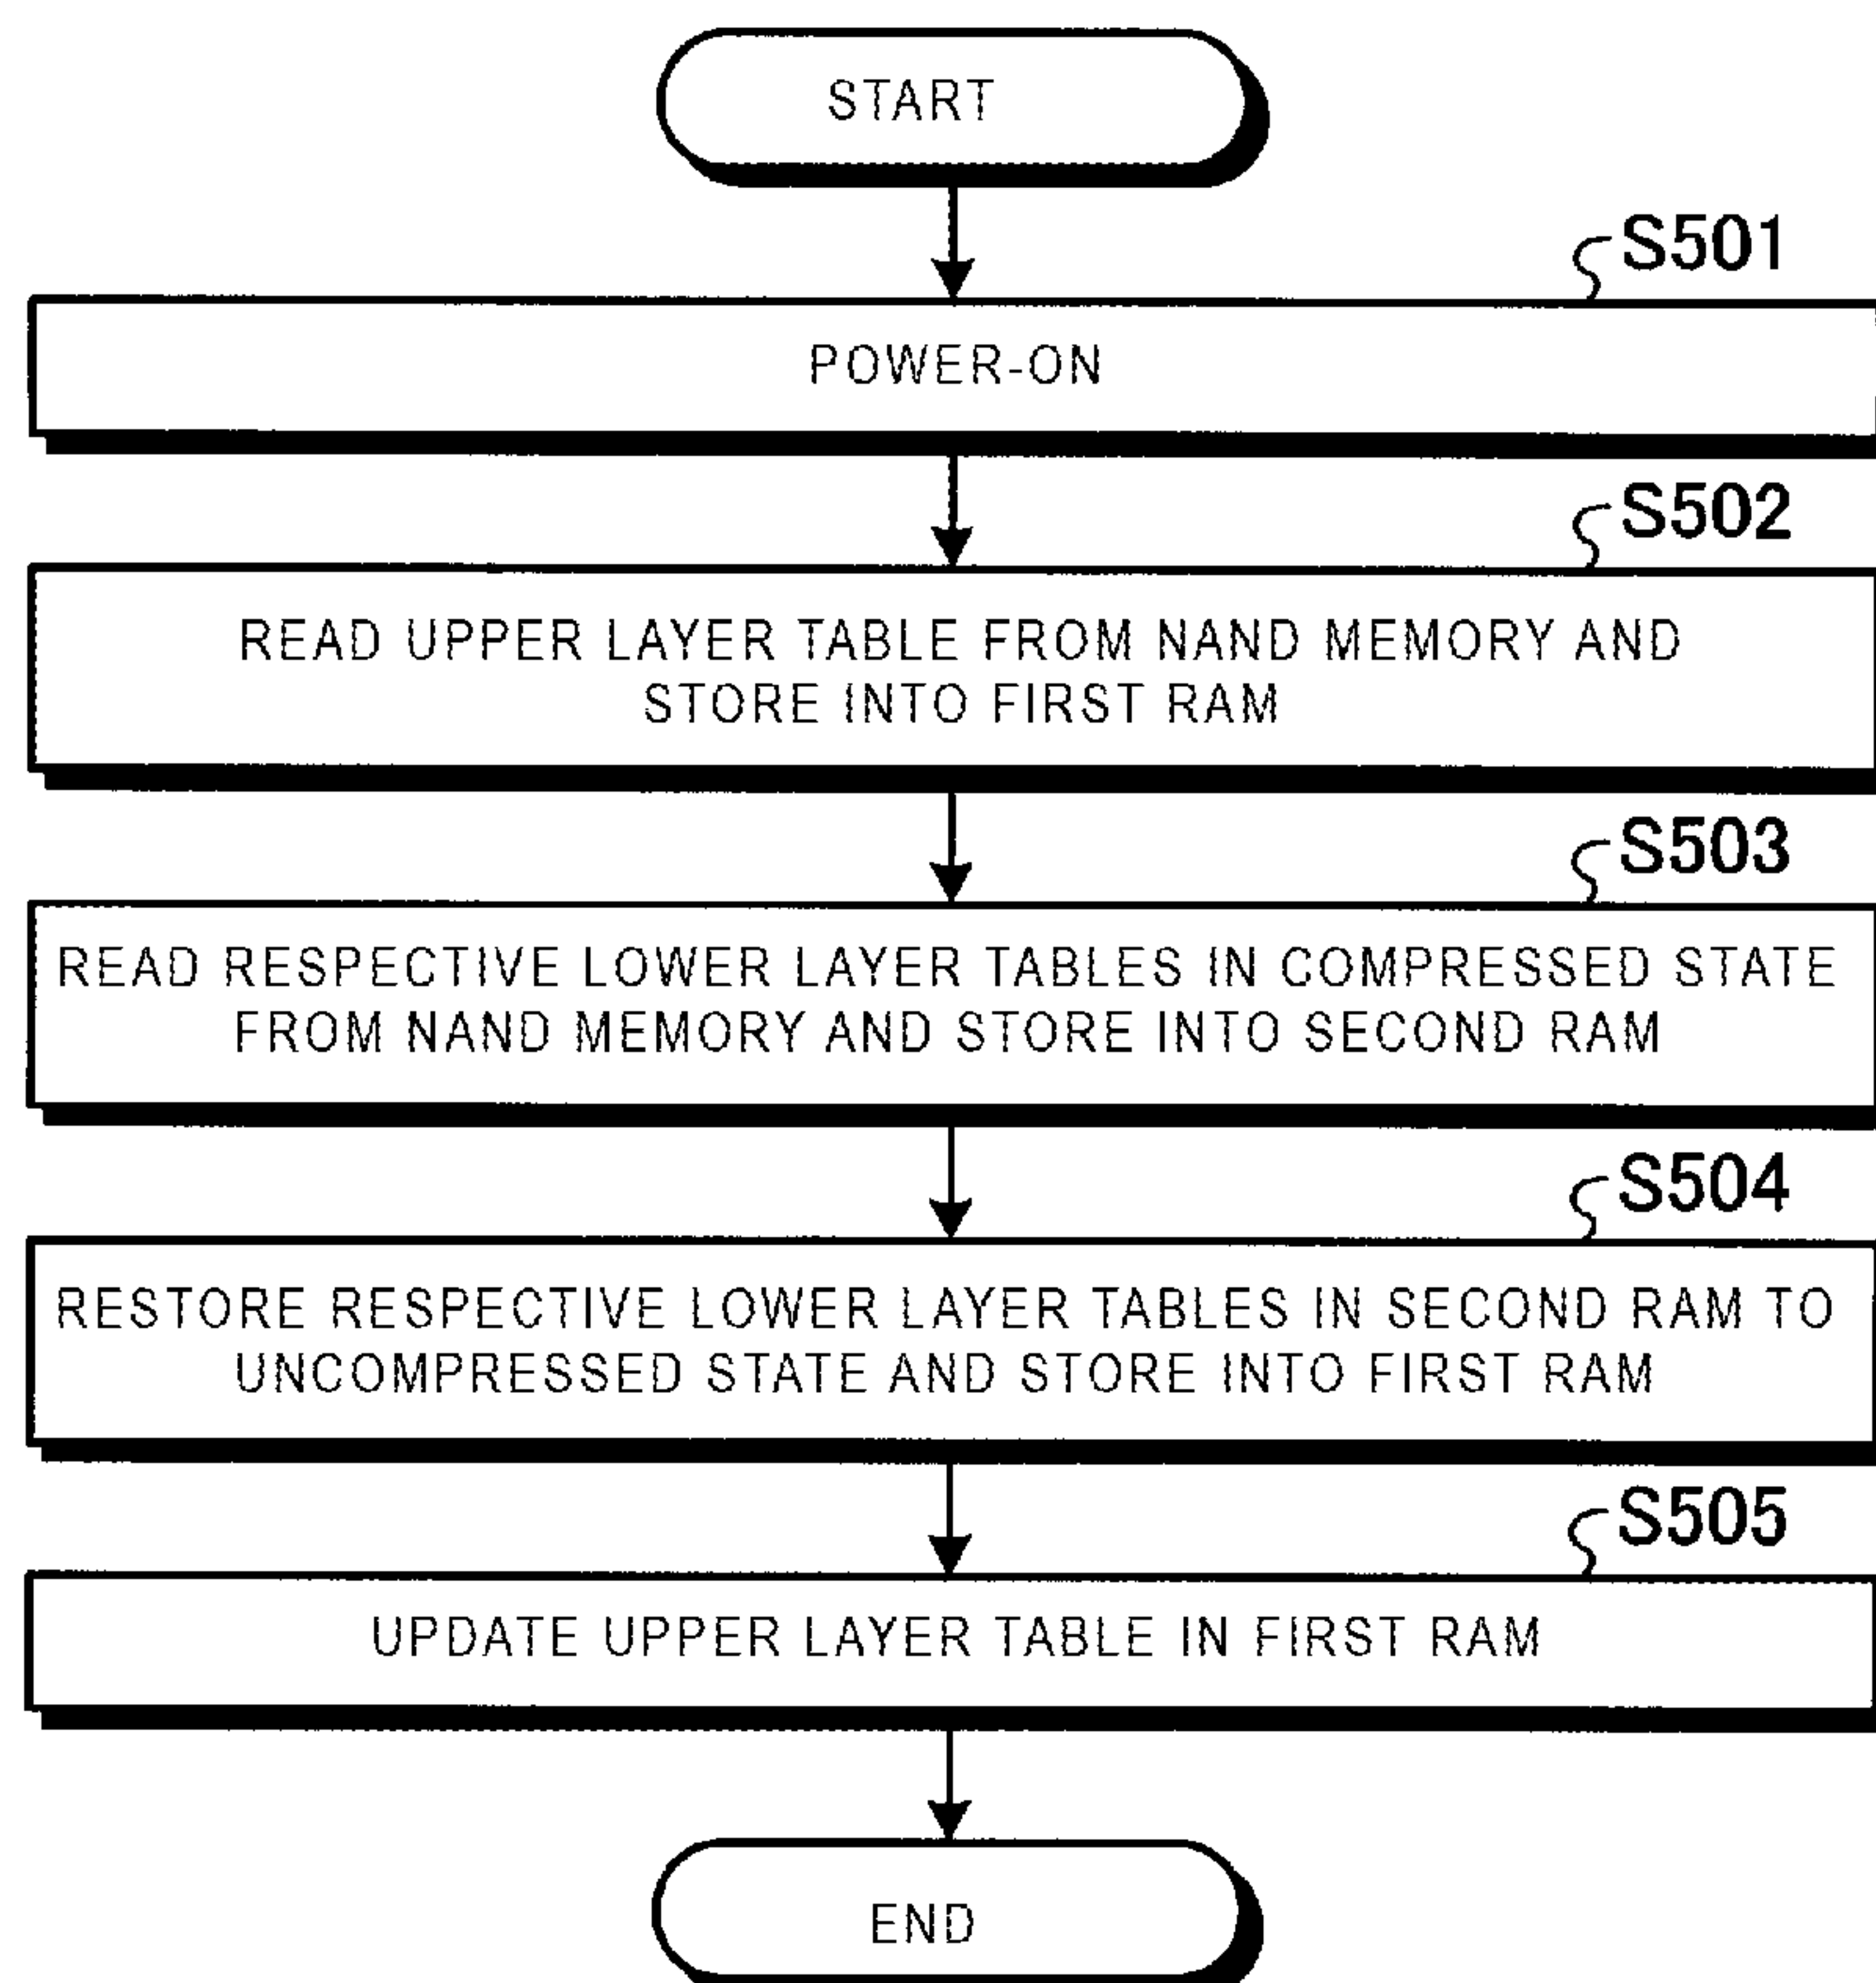 START
S501
POWER-ON
S502
READ UPPER LAYER TABLE FROM NAND MEMORY AND
STORE INTO FIRST RAM
S503
READ RESPECTIVE LOWER LAYER TABLES IN COMPRESSED STATE
FROM NAND MEMORY AND STORE INTO SECOND RAM
S504
RESTORE RESPECTIVE LOWER LAYER TABLES IN SECOND RAM TO
UNCOMPRESSED STATE AND STORE INTO FIRST RAM
S505
UPDATE UPPER LAYER TABLE IN FIRST RAM
END